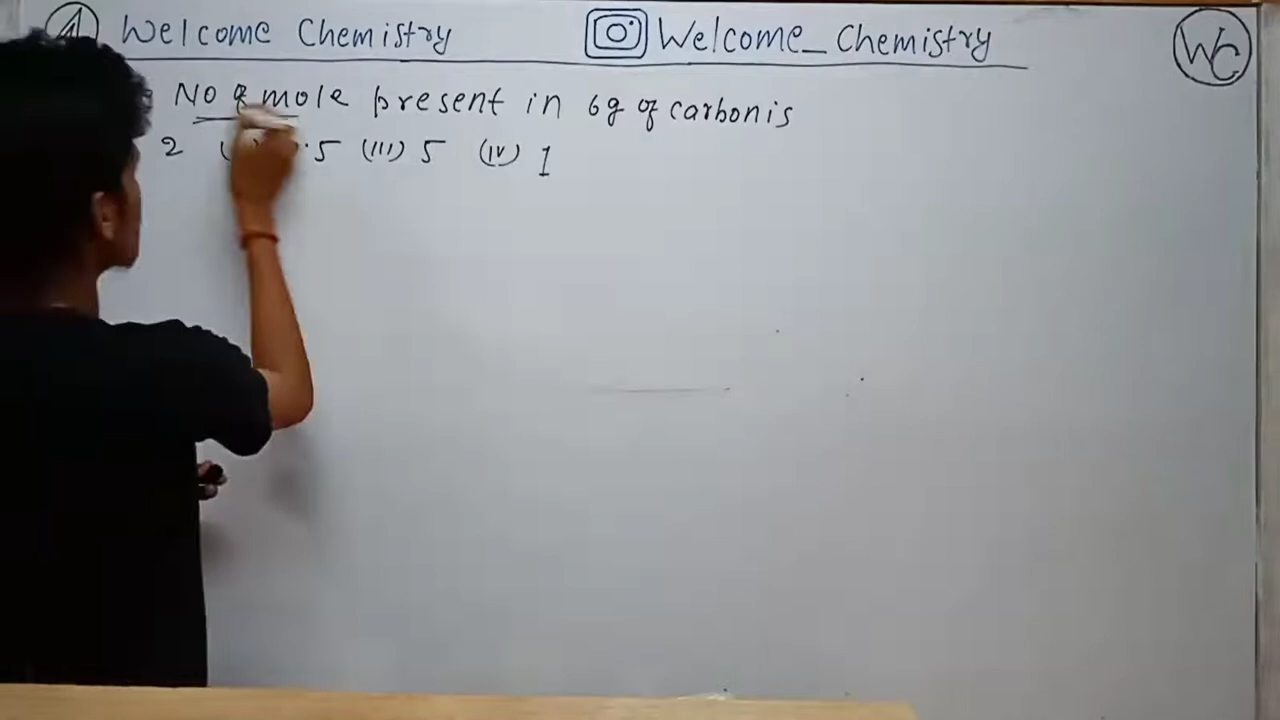 Welcome Chemistry
Welcome_Chemistry
WC
No of mole present in 6g of carbon is
2 .5 (III) 5 (IV) 1